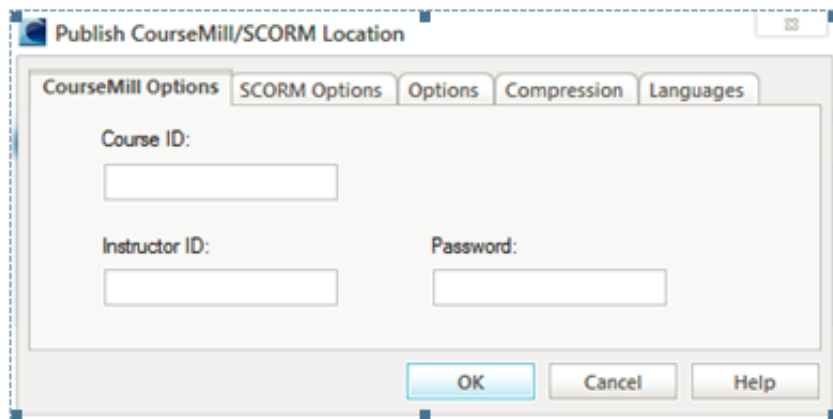 Publish CourseMill/SCORM Location
CourseMill Options SCORM Options Options Compression Languages
Course ID:
Instructor ID: Password:
OK Cancel Help